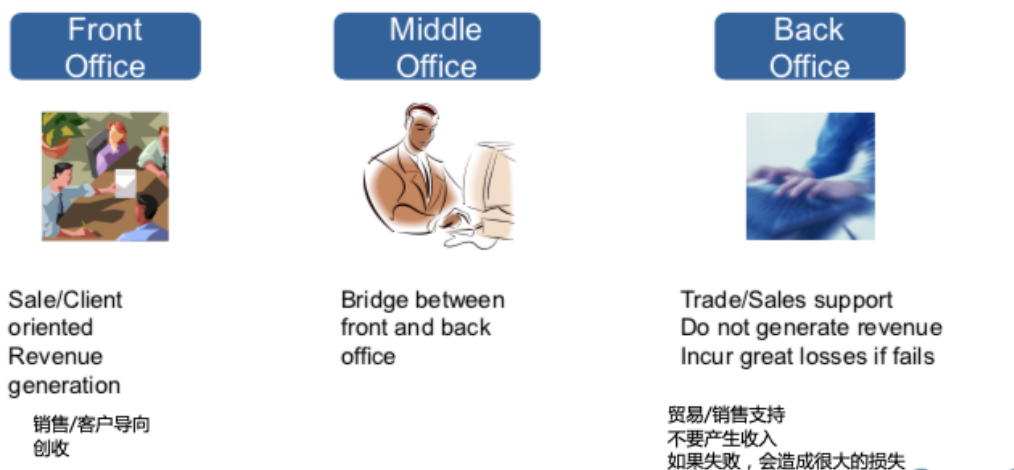 Front
Office
Middle
Office
Back
Office
Sale/Client
oriented
Revenue
generation
销售/客户导向
创收
Bridge between
front and back
office
Trade/Sales support
Do not generate revenue
Incur great losses if fails
贸易/销售支持
不要产生收入
如果失败，会造成很大的损失